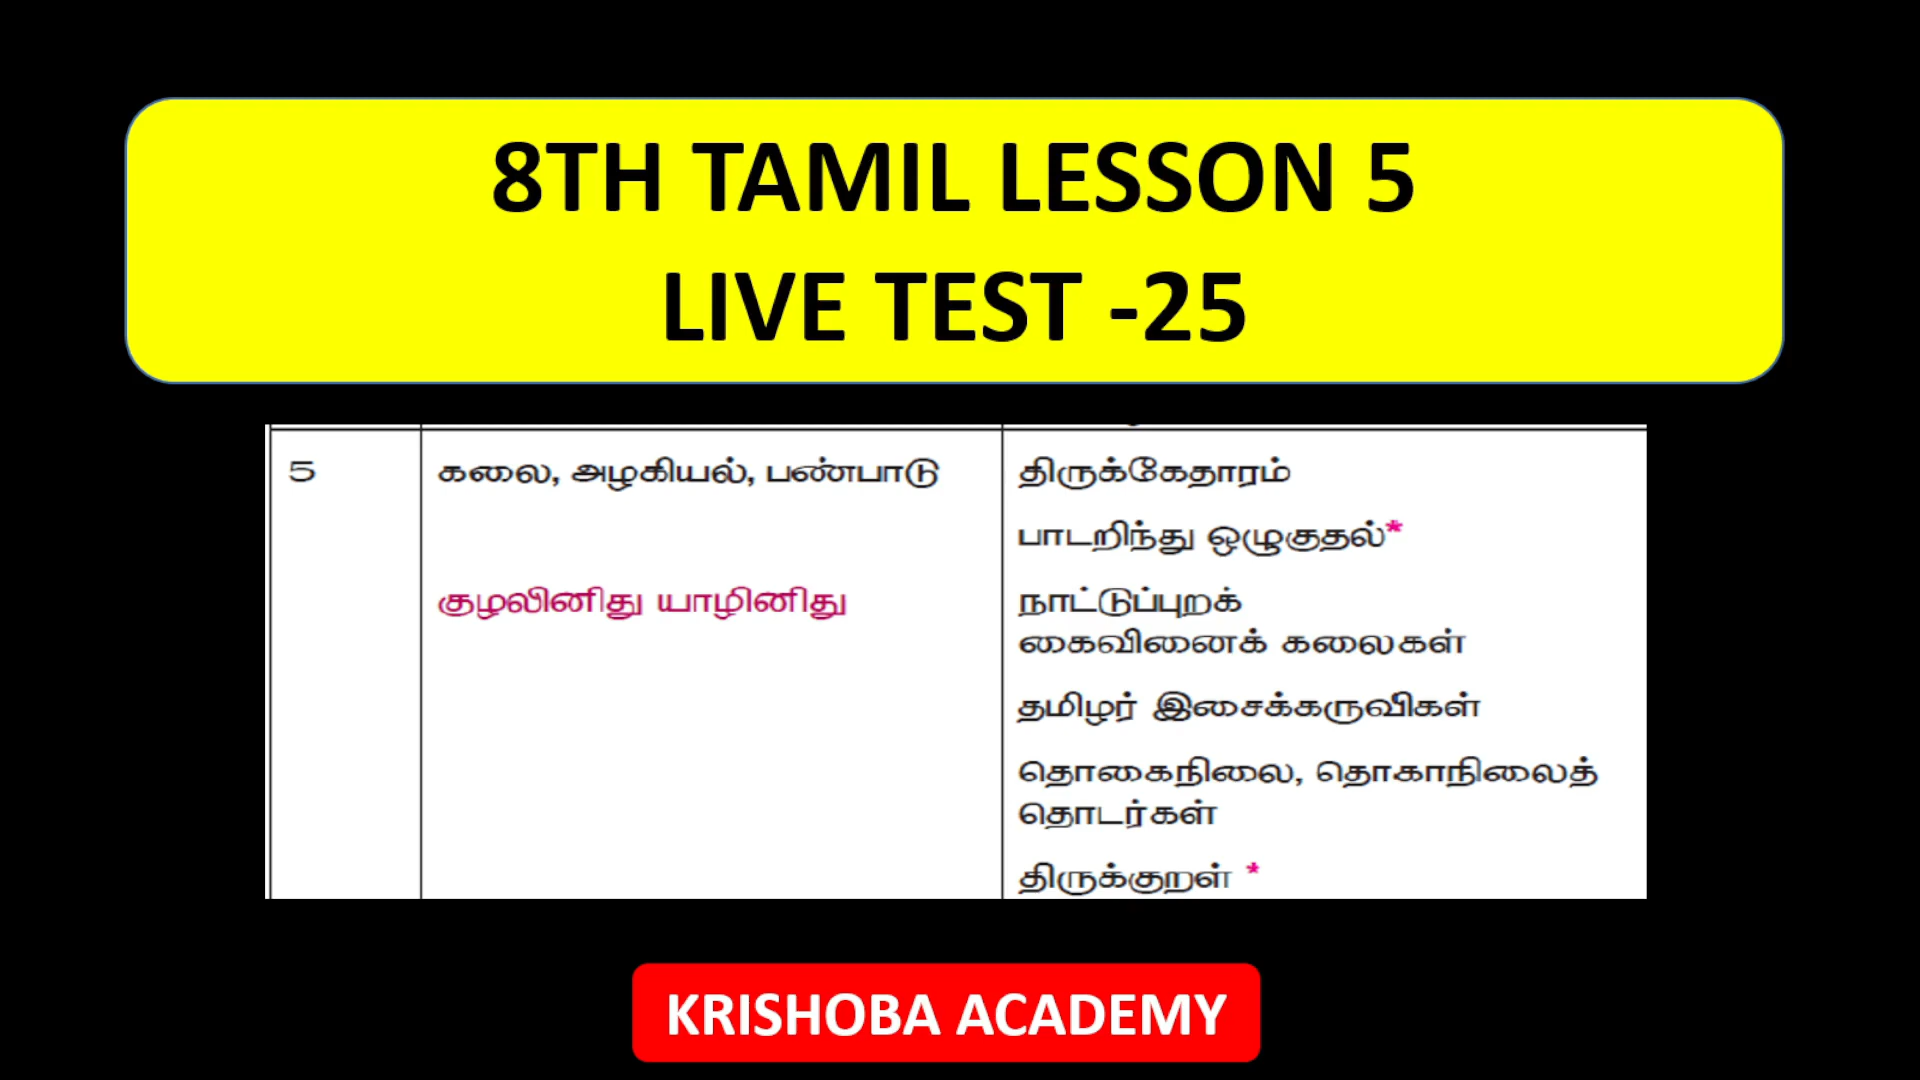 8TH TAMIL LESSON 5
LIVE TEST -25
5
கலை, அழகியல், பண்பாடு
குழலினிது யாழினிது
திருக்கேதாரம்
பாடறிந்து ஒழுகுதல்*
நாட்டுப்புறக்
கைவினைக் கலைகள்
தமிழர் இசைக்கருவிகள்
தொகைநிலை, தொகாநிலைத்
தொடர்கள்
திருக்குறள் *
KRISHOBA ACADEMY